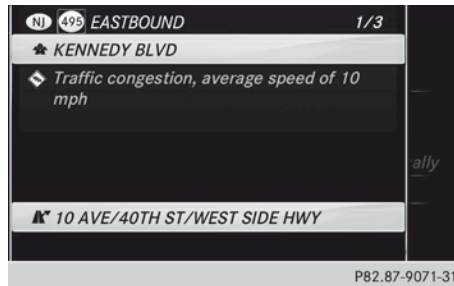 NJ 495 EASTBOUND 1/3
KENNEDY BLVD
Traffic congestion, average speed of 10
mph
ally
10 AVE/40TH ST/WEST SIDE HWY
P82.87-9071-31